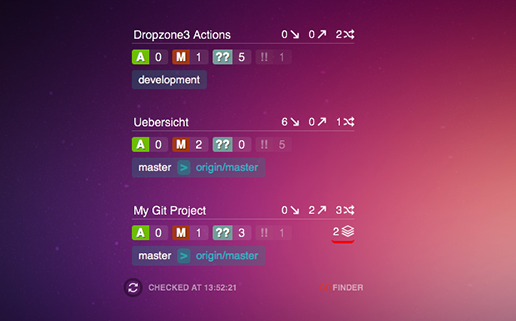 Dropzone3 Actions 0 0 2
A 0 M 1 ?? 5 !! 1
development
Uebersicht 6 0 1
A 0 M 2 ?? 0 !! 5
master > origin/master
My Git Project 0 2 3
A 0 M 1 ?? 3 !! 1 2
master > origin/master
CHECKED AT 13:52:21 FINDER